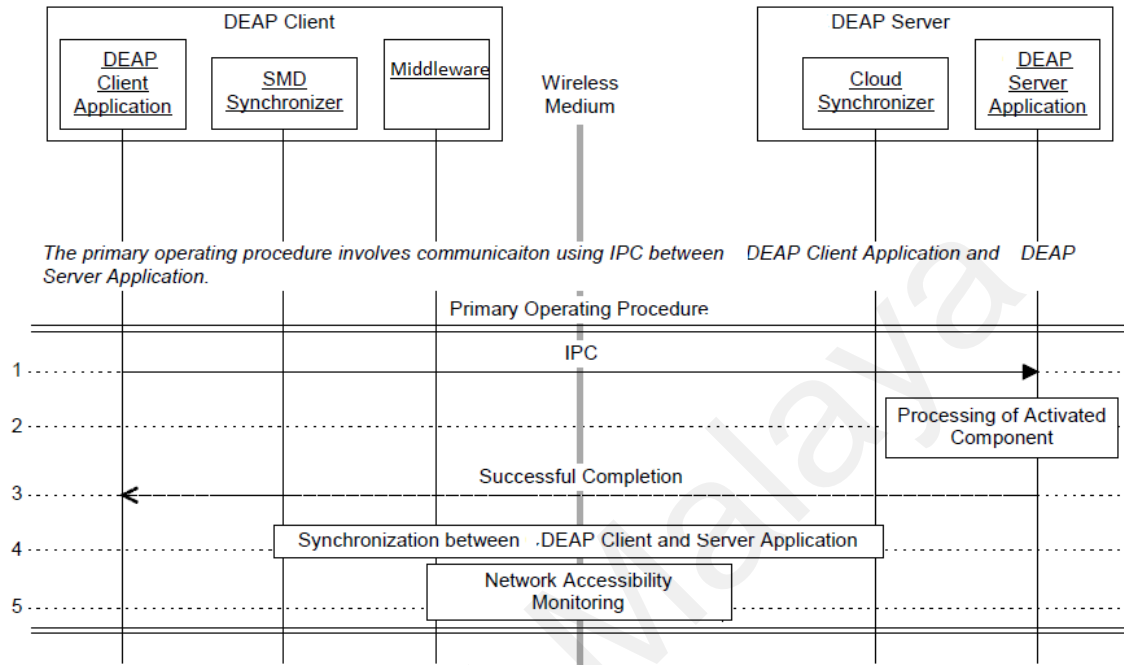 DEAP Client
DEAP Server
DEAP
Client
Application
SMD
Synchronizer
Middleware
Wireless
Medium
Cloud
Synchronizer
DEAP
Server
Application
The primary operating procedure involves communicaiton using IPC between DEAP Client Application and DEAP
Server Application.
Primary Operating Procedure
IPC
1
2
Processing of Activated
Component
Successful Completion
3
Synchronization between .DEAP Client and Server Application
4
Network Accessibility
Monitoring
5
Malaya